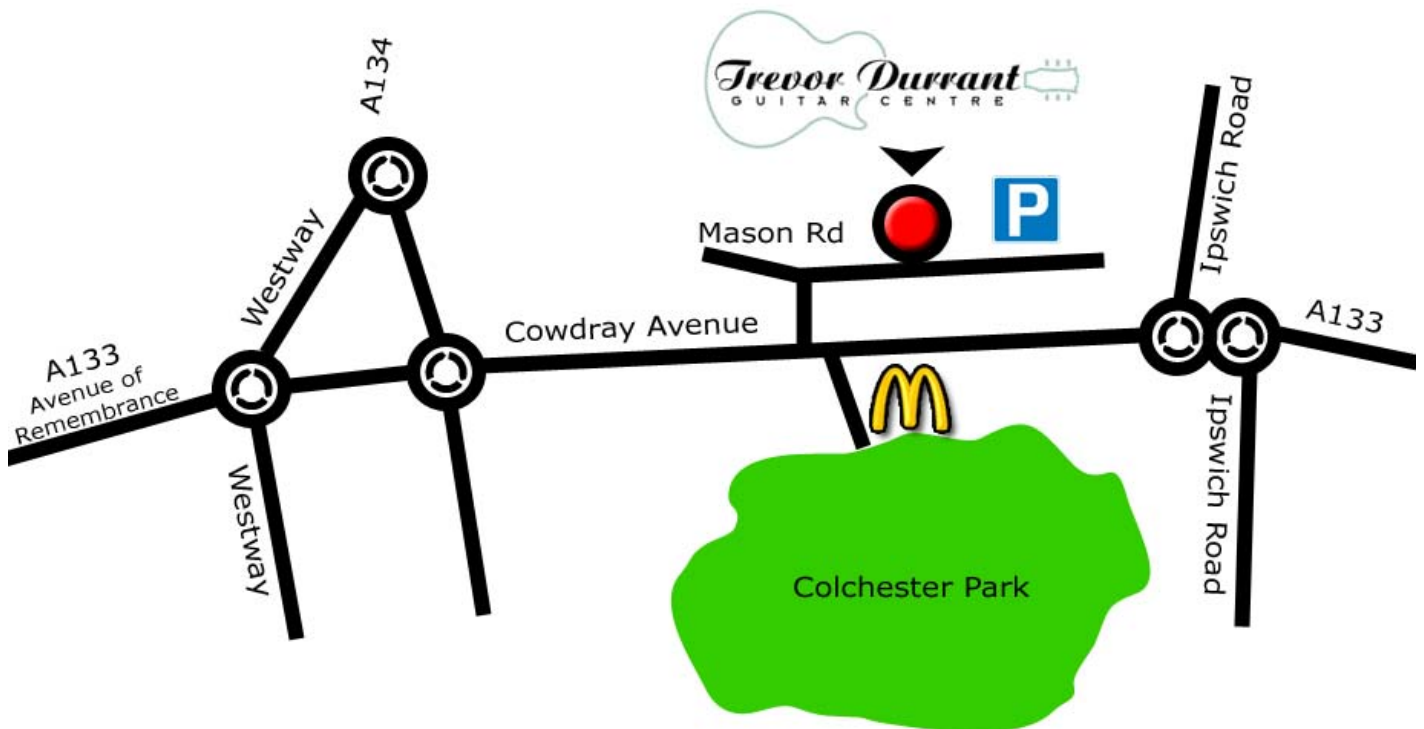 A134
Trevor Durrant
GUITAR CENTRE
Ipswich Road
P
Westway
Mason Rd
Cowdray Avenue
A133
A133
Avenue of
Remembrance
Westway
Ipswich Road
Colchester Park